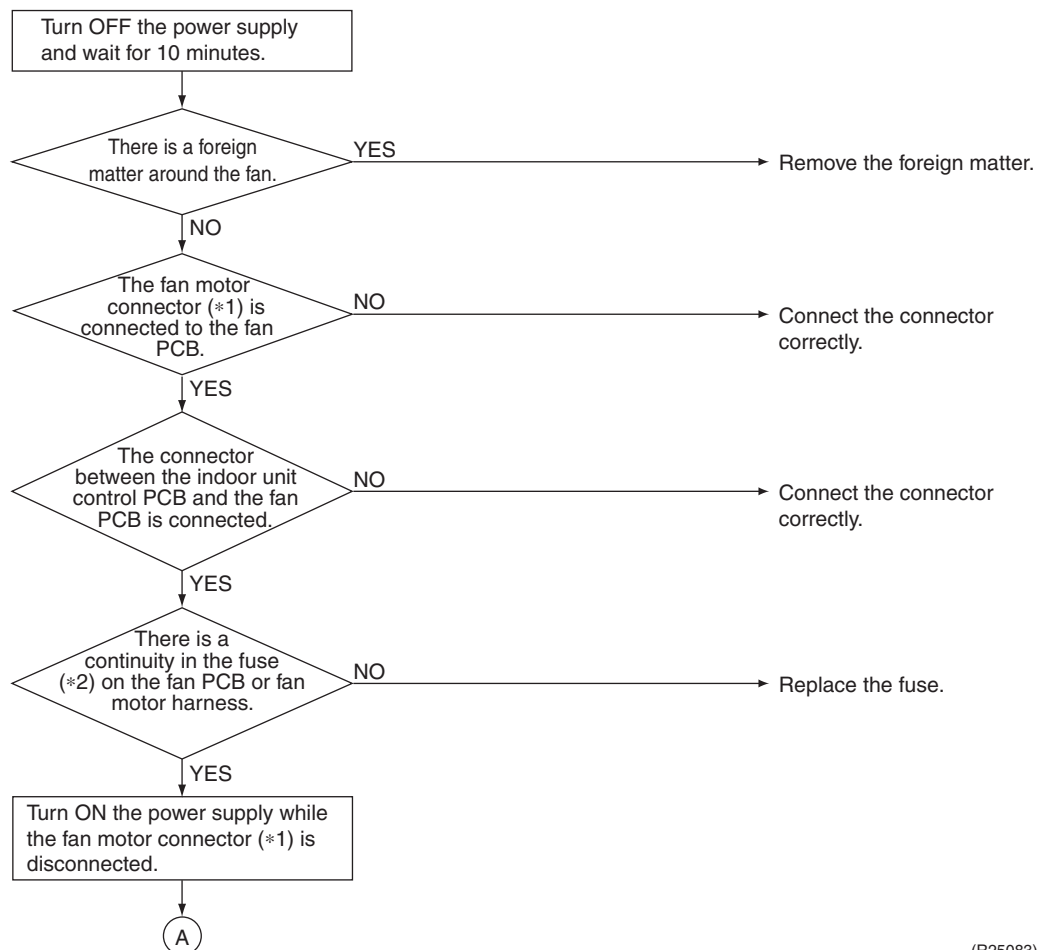 Turn OFF the power supply
and wait for 10 minutes.
There is a foreign
matter around the fan.
YES
Remove the foreign matter.
NO
The fan motor
connector (*1) is
connected to the fan
PCB.
NO
Connect the connector
correctly.
YES
The connector
between the indoor unit
control PCB and the fan
PCB is connected.
NO
Connect the connector
correctly.
YES
There is a
continuity in the fuse
(*2) on the fan PCB or fan
motor harness.
NO
Replace the fuse.
YES
Turn ON the power supply while
the fan motor connector (*1) is
disconnected.
A
(R25083)